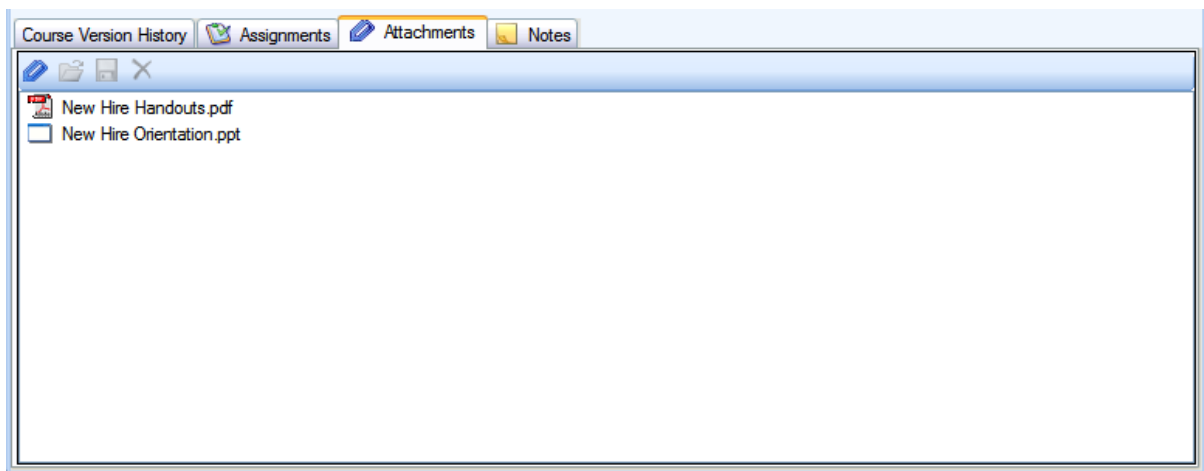 Course Version History Assignments Attachments Notes
New Hire Handouts.pdf
New Hire Orientation.ppt